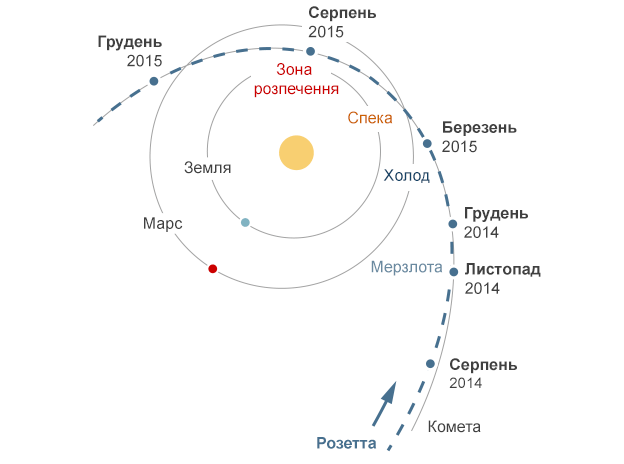 Серпень
2015
Грудень
2015
Зона
розпечення
Спека
Березень
2015
Земля
Холод
Марс
Грудень
2014
Мерзлота
Листопад
2014
Серпень
2014
Комета
Розетта